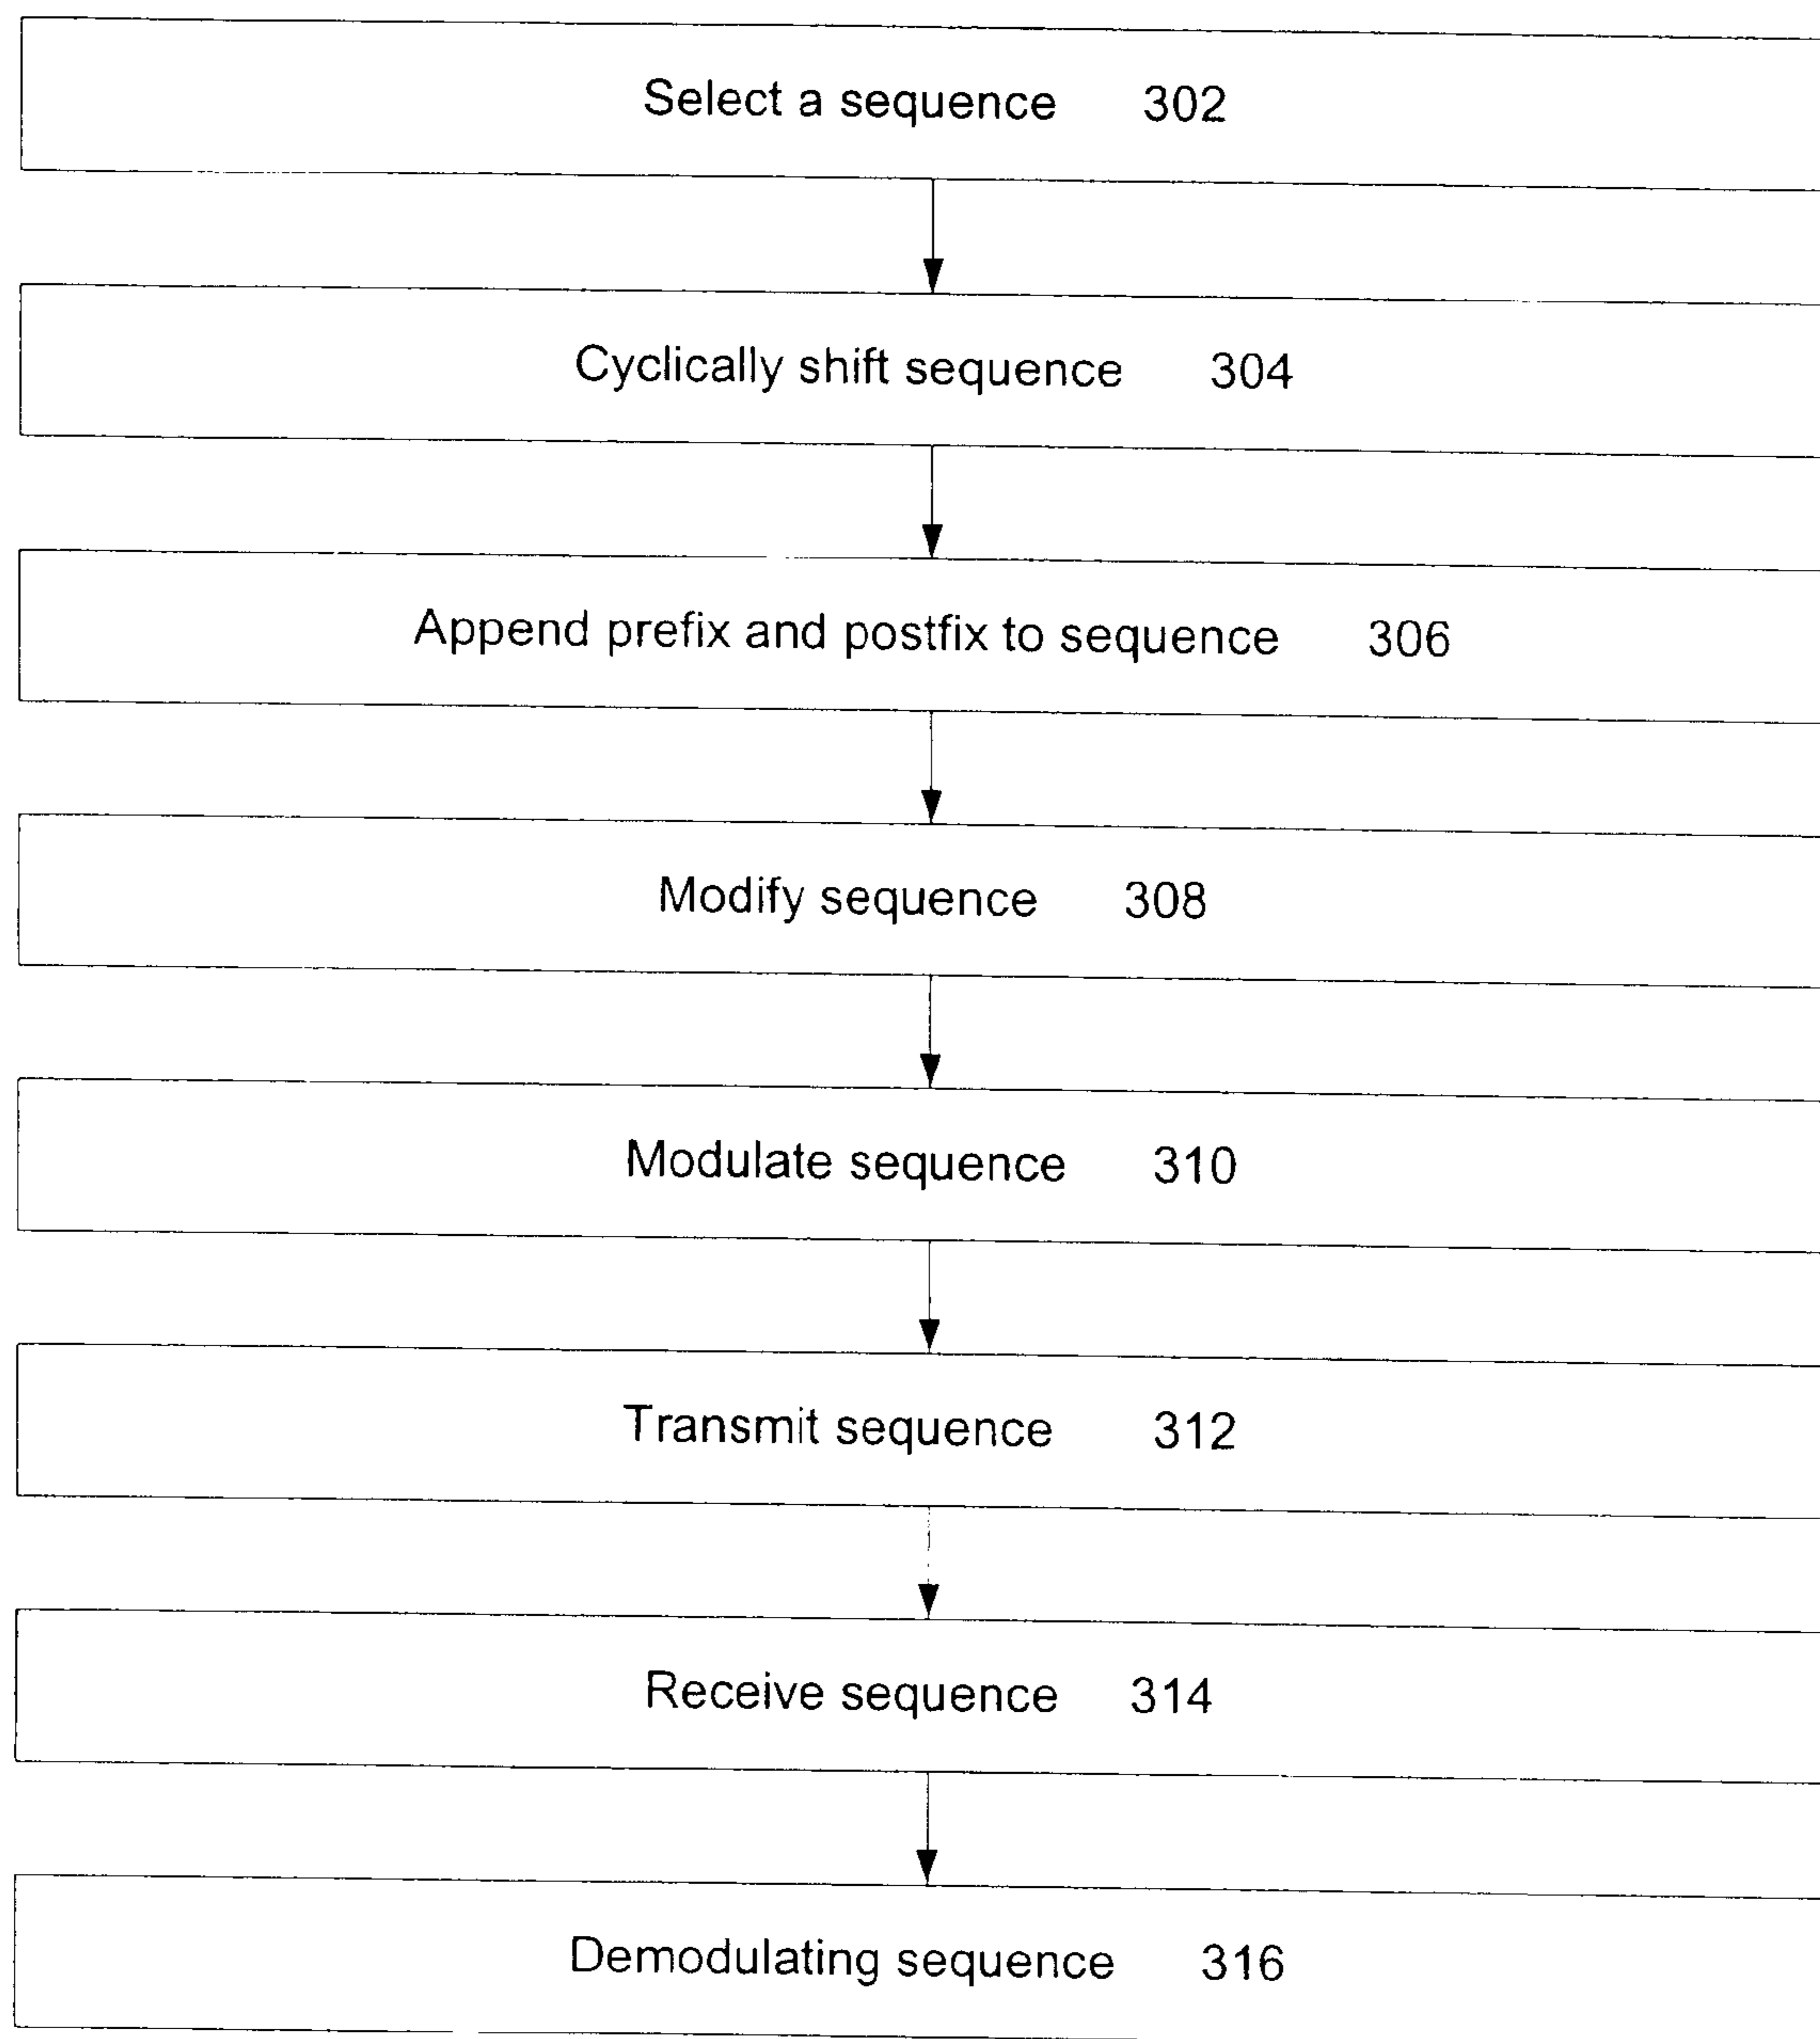 Select a sequence 302
Cyclically shift sequence 304
Append prefix and postfix to sequence 306
Modify sequence 308
Modulate sequence 310
Transmit sequence 312
Receive sequence 314
Demodulating sequence 316